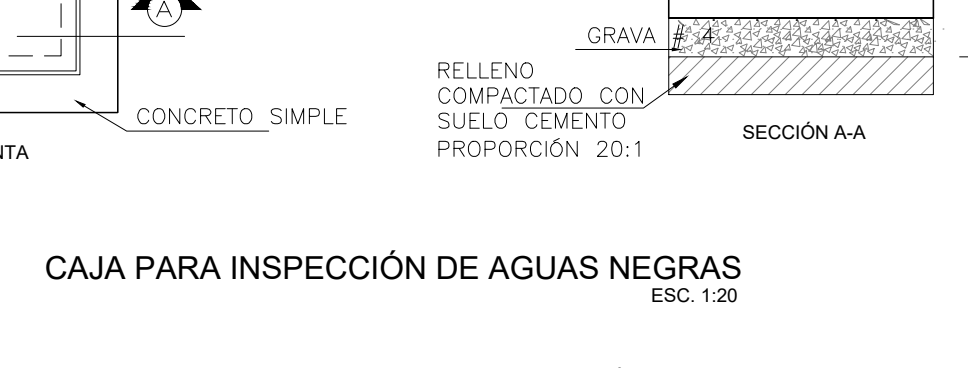 A
GRAVA # 4
RELLENO
COMPACTADO CON
SUELO CEMENTO
PROPORCIÓN 20:1
CONCRETO SIMPLE
SECCIÓN A-A
CAJA PARA INSPECCIÓN DE AGUAS NEGRAS
ESC. 1:20